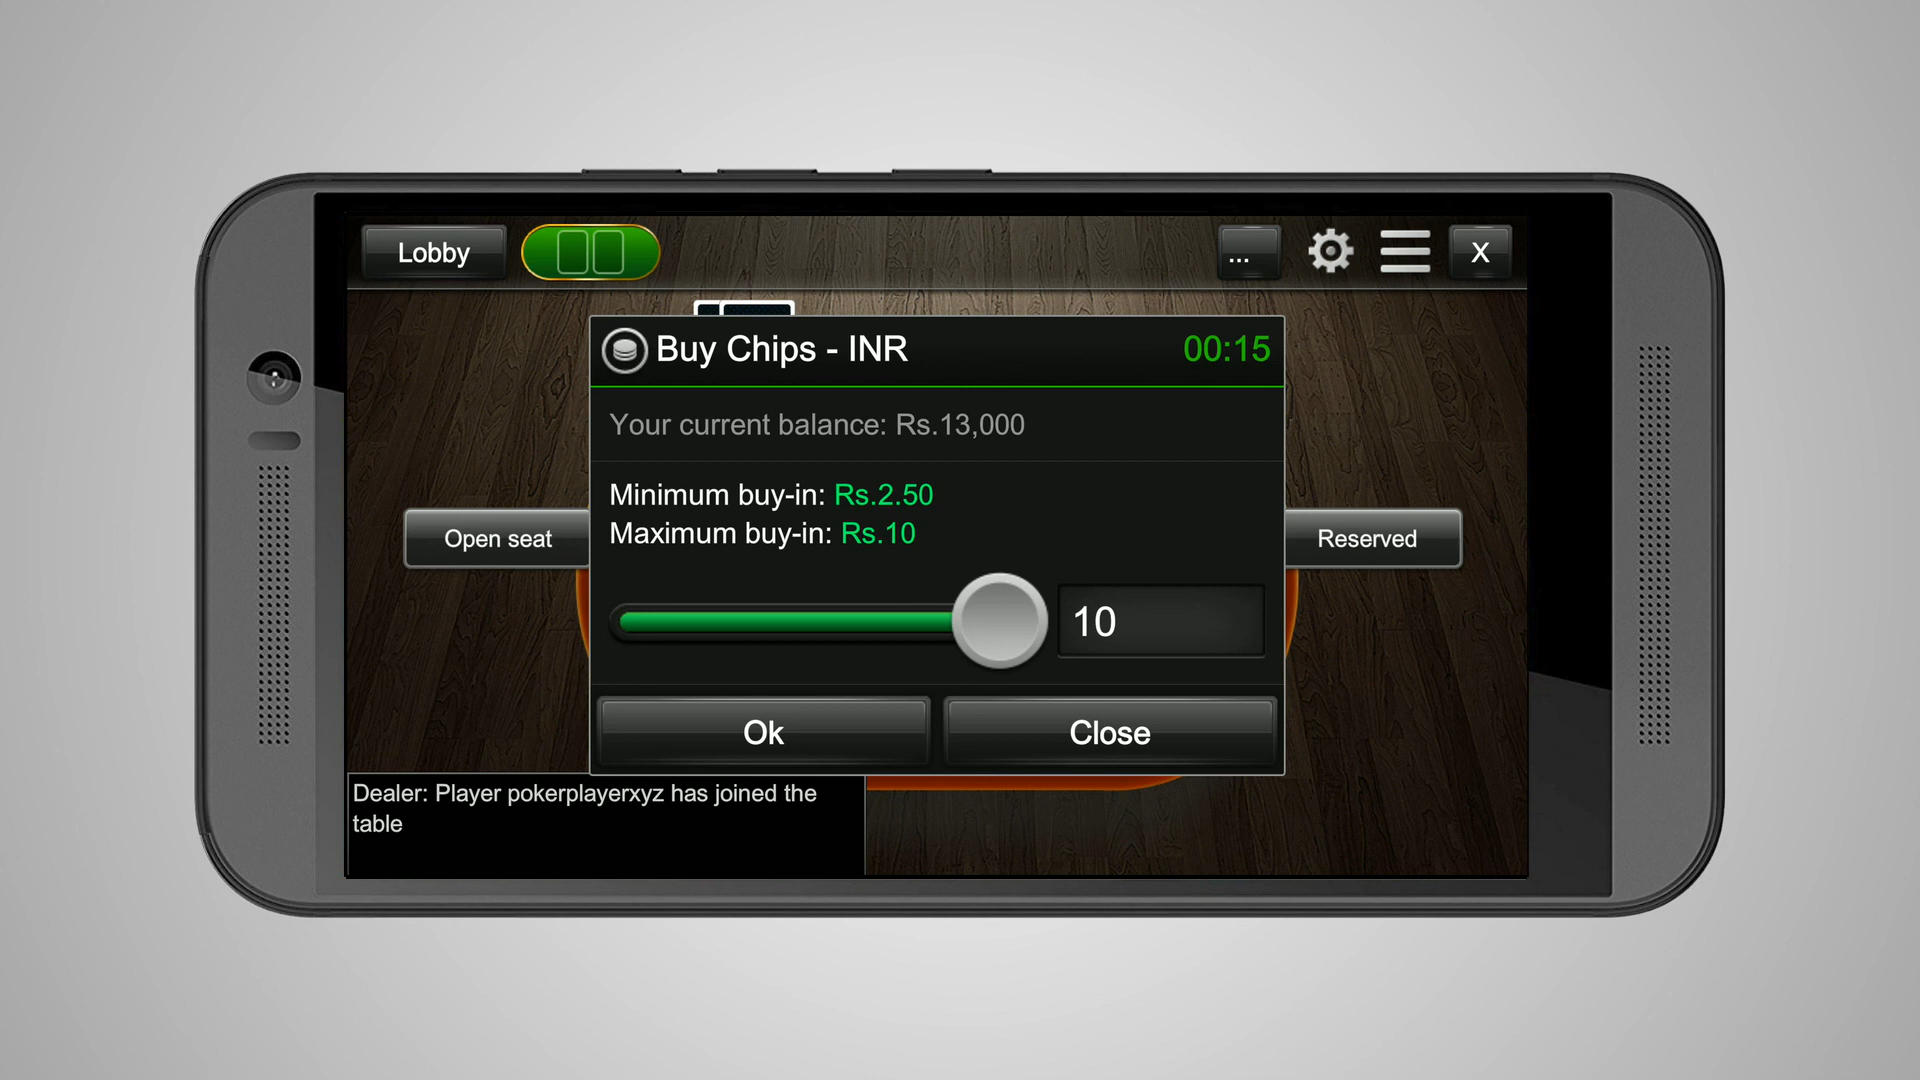 Lobby
...
X
Buy Chips - INR
00:15
Your current balance: Rs.13,000
Minimum buy-in: Rs.2.50
Maximum buy-in: Rs.10
Open seat
Reserved
10
Ok
Close
Dealer: Player pokerplayerxyz has joined the
table